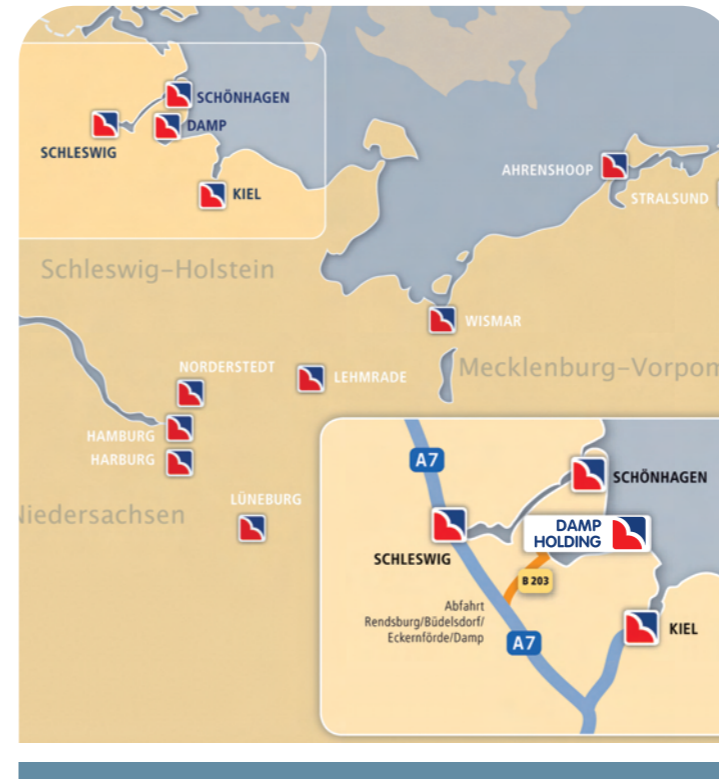 SCHÖNHAGEN
DAMP
SCHLESWIG
KIEL
AHRENSHOOP
STRALSUND
Schleswig-Holstein
WISMAR
NORDERSTEDT
LEHMRADE
Mecklenburg-Vorpom
HAMBURG
HARBURG
LÜNEBURG
Niedersachsen
A7
SCHÖNHAGEN
DAMP
HOLDING
SCHLESWIG
B 203
Abfahrt
Rendsburg/Büdelsdorf/
Eckernförde/Damp
A7
KIEL